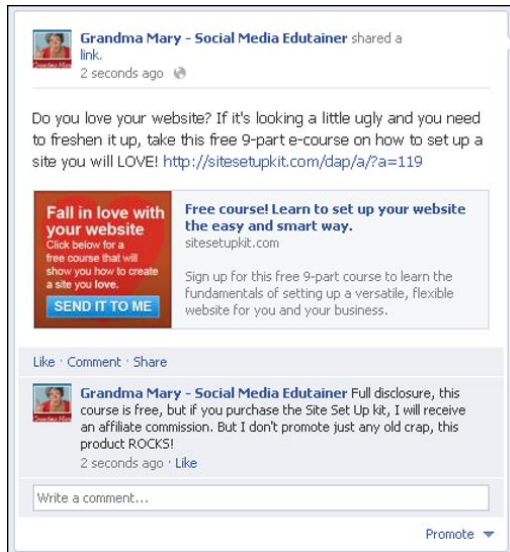 Grandma Mary - Social Media Edutainer shared a
link.
2 seconds ago
Do you love your website? If it's looking a little ugly and you need
to freshen it up, take this free 9-part e-course on how to set up a
site you will LOVE! http://sitesetupkit.com/dap/a/?a=119
Fall in love with
your website
Click below for a
free course that will
show you how to create
a site you love.
SEND IT TO ME
Free course! Learn to set up your website
the easy and smart way.
sitesetupkit.com
Sign up for this free 9-part course to learn the
fundamentals of setting up a versatile, flexible
website for you and your business.
Like · Comment · Share
Grandma Mary - Social Media Edutainer Full disclosure, this
course is free, but if you purchase the Site Set Up kit, I will receive
an affiliate commission. But I don't promote just any old crap, this
product ROCKS!
2 seconds ago · Like
Write a comment...
Promote